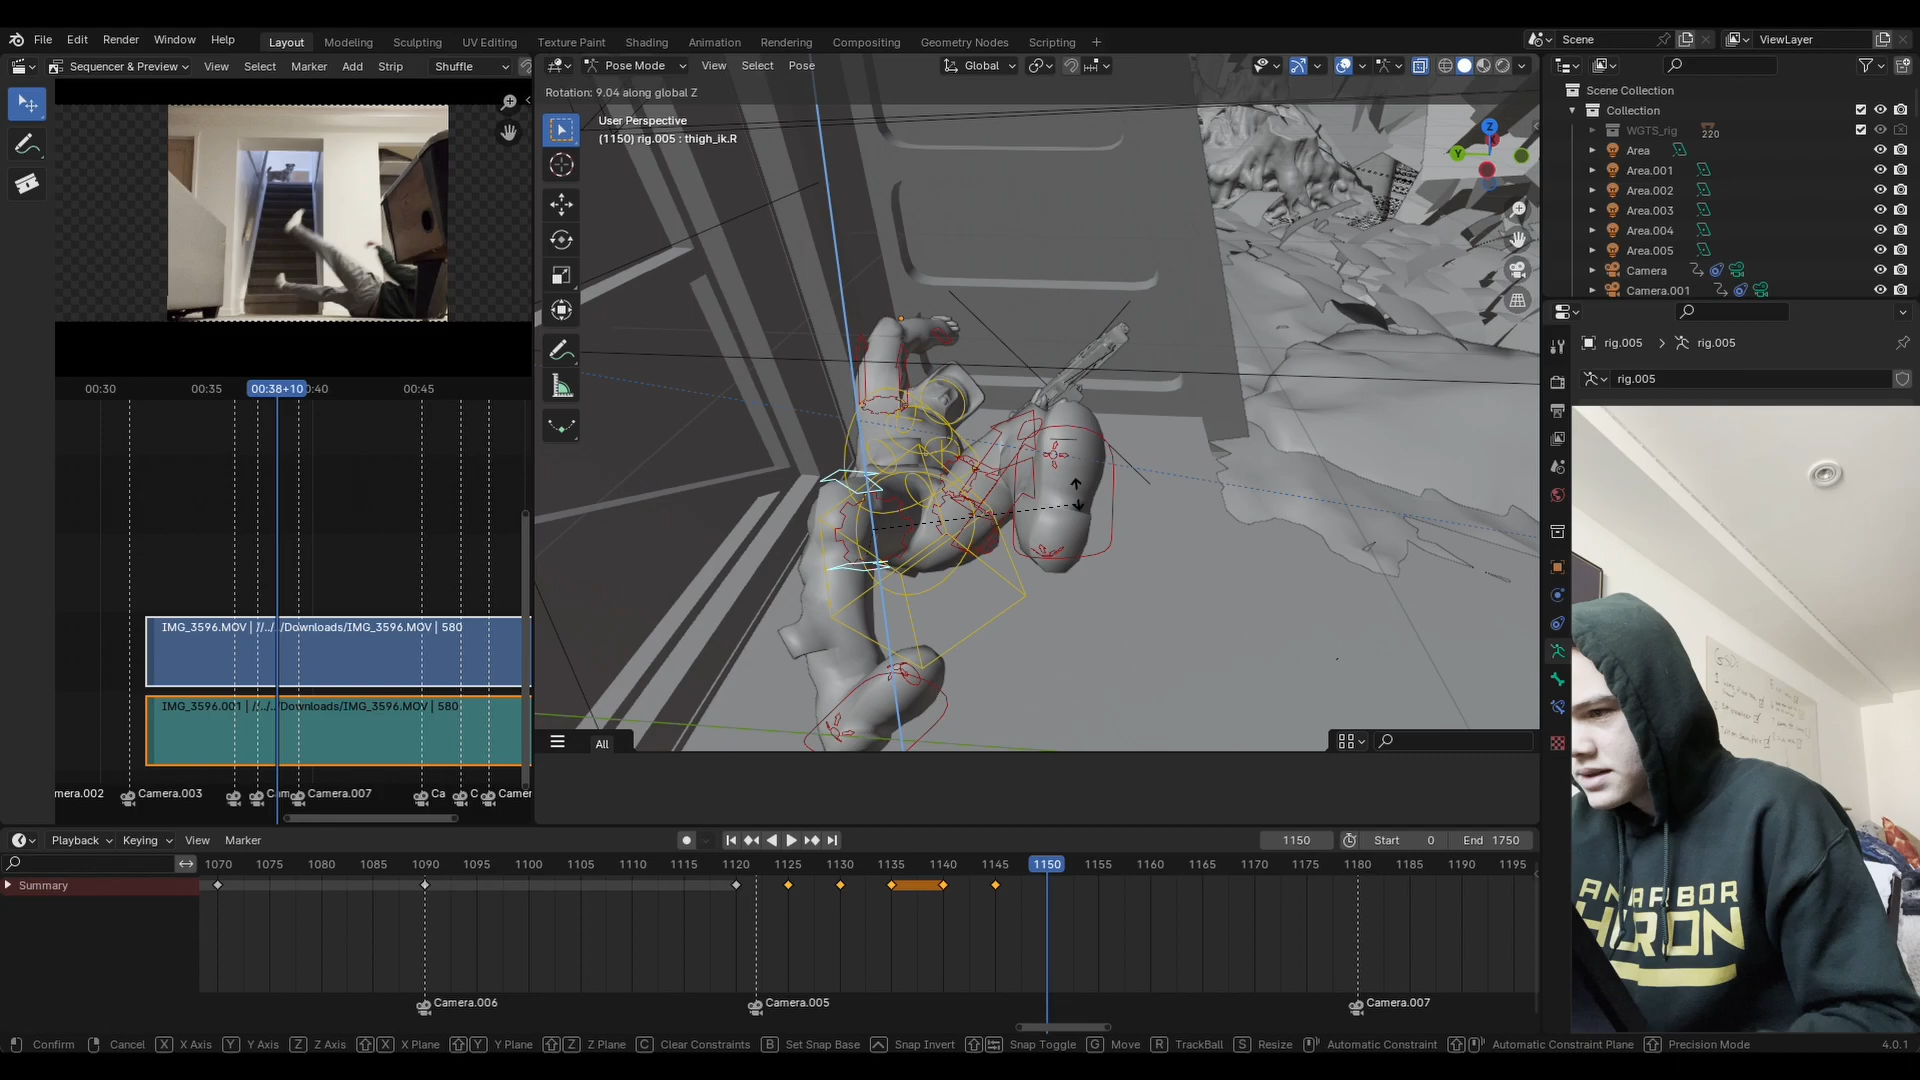 File Edit Render Window Help
Layout Modeling Sculpting UV Editing Texture Paint Shading Animation Rendering Compositing Geometry Nodes Scripting +
Scene ViewLayer
Sequencer & Preview View Select Marker Add Strip Shuffle
Pose Mode View Select Pose Global
Rotation: 9.04 along global Z
User Perspective
(1150) rig.005 : thigh_ik.R
Z
Y
Scene Collection
Collection
WGTS_rig 220
Area
Area.001
Area.002
Area.003
Area.004
Area.005
Camera
Camera.001
rig.005 > rig.005
rig.005
00:30 00:35 00:38+10 0:40 00:45
IMG_3596.MOV | //../../Downloads/IMG_3596.MOV | 580
IMG_3596.001 | //../../Downloads/IMG_3596.MOV | 580
mera.002 Camera.003 Cam Camera.007 Ca C Camer
All
Playback Keying View Marker
1150 Start 0 End 1750
1070 1075 1080 1085 1090 1095 1100 1105 1110 1115 1120 1125 1130 1135 1140 1145 1150 1155 1160 1165 1170 1175 1180 1185 1190 1195
Summary
Camera.006 Camera.005 Camera.007
ANN ARBOR
HURON
Confirm Cancel X X Axis Y Y Axis Z Z Axis X X Plane Y Y Plane Z Z Plane C Clear Constraints B Set Snap Base Snap Invert Snap Toggle G Move R TrackBall S Resize Automatic Constraint Automatic Constraint Plane Precision Mode 4.0.1